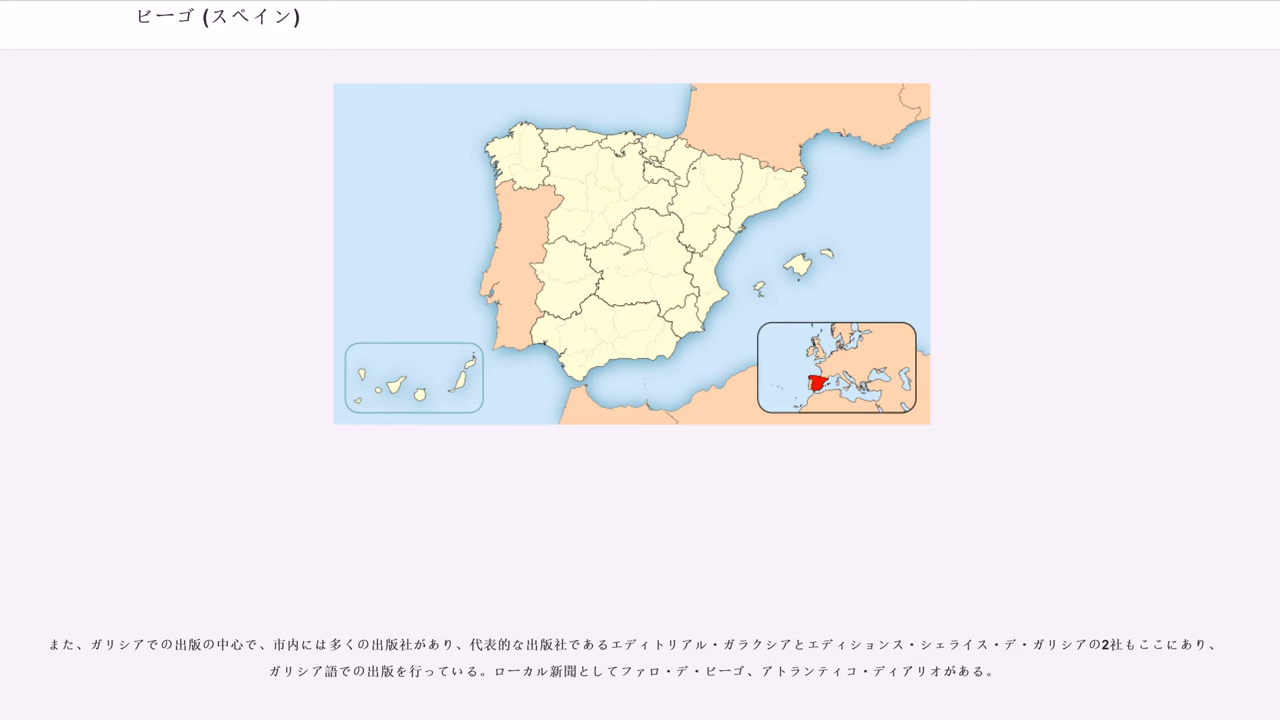 ビーゴ (スペイン)
また、ガリシアでの出版の中心で、市内には多くの出版社があり、代表的な出版社であるエディトリアル・ガラクシアとエディションス・シェライス・デ・ガリシアの2社もここにあり、
ガリシア語での出版を行っている。ローカル新聞としてファロ・デ・ビーゴ、アトランティコ・ディアリオがある。